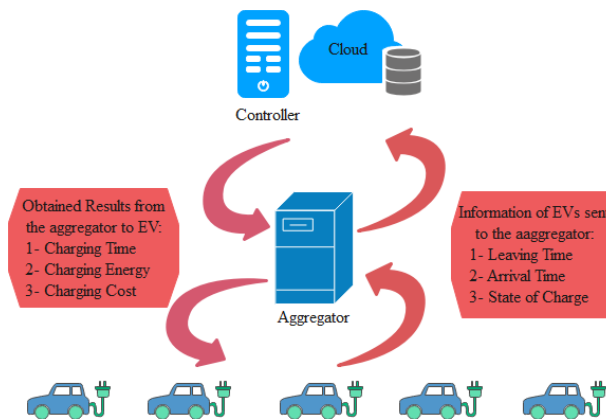 Cloud
Controller
Obtained Results from
the aggregator to EV:
1- Charging Time
2- Charging Energy
3- Charging Cost
Information of EVs sent
to the aaggregator:
1- Leaving Time
2- Arrival Time
3- State of Charge
Aggregator